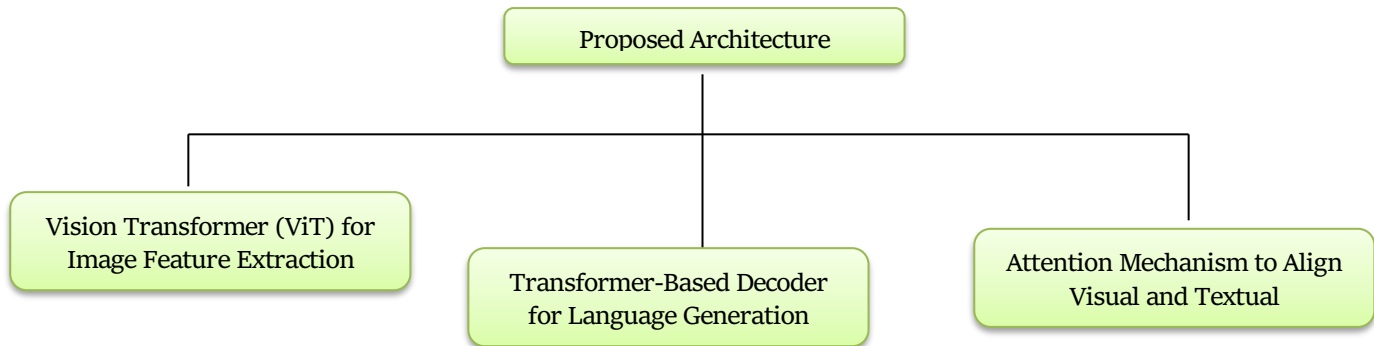 Proposed Architecture
Vision Transformer (ViT) for
Image Feature Extraction
Transformer-Based Decoder
for Language Generation
Attention Mechanism to Align
Visual and Textual